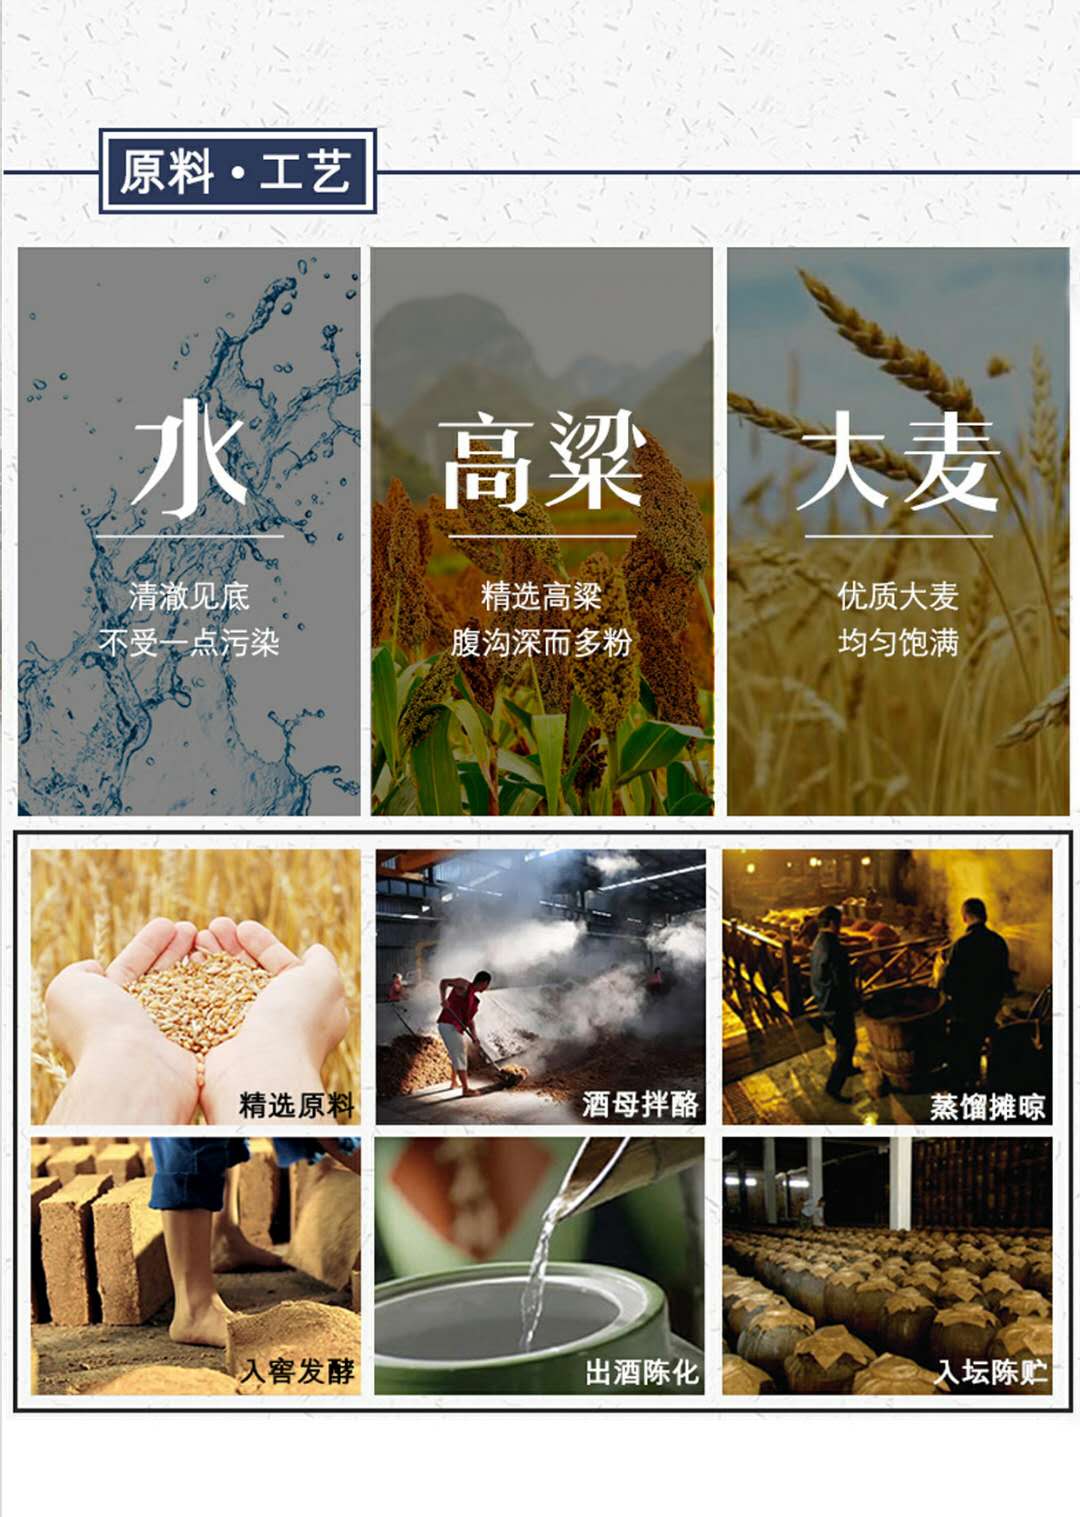 原料·工艺
水
清澈见底
不受一点污染
高粱
精选高粱
腹沟深而多粉
大麦
优质大麦
均匀饱满
精选原料
酒母拌醅
蒸馏摊晾
入窖发酵
出酒陈化
入坛陈贮